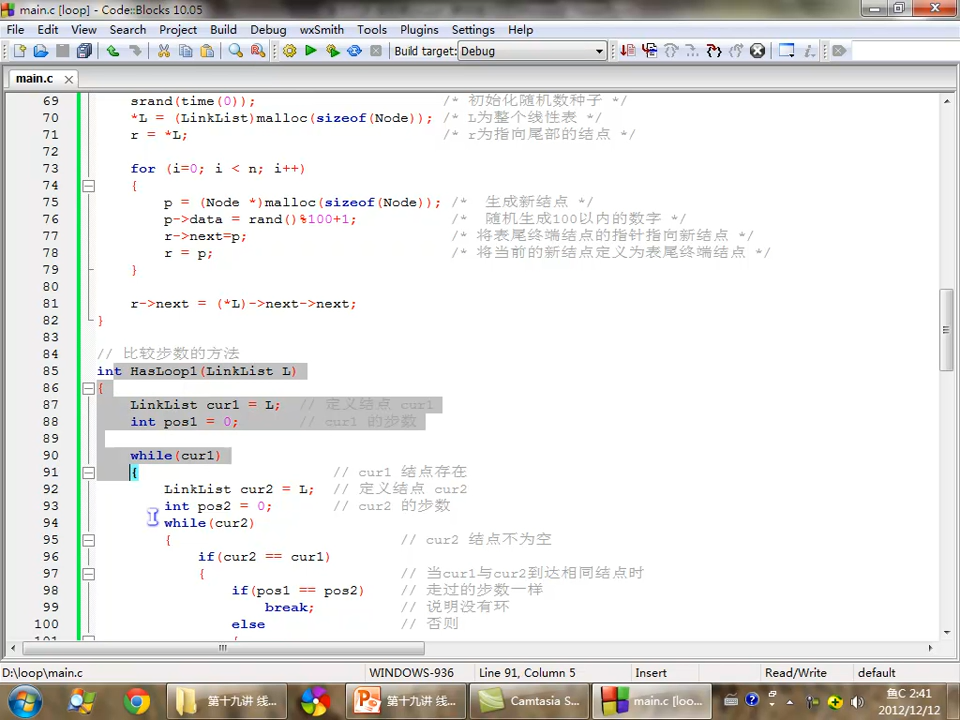 main.c [loop] - Code::Blocks 10.05
File Edit View Search Project Build Debug wxSmith Tools Plugins Settings Help
Build target: Debug
main.c
69 srand(time(0)); /* 初始化随机数种子 */
70 *L = (LinkList)malloc(sizeof(Node)); /* L为整个线性表 */
71 r = *L; /* r为指向尾部的结点 */
72
73 for (i=0; i < n; i++)
74 {
75 p = (Node *)malloc(sizeof(Node)); /* 生成新结点 */
76 p->data = rand()%100+1; /* 随机生成100以内的数字 */
77 r->next=p; /* 将表尾终端结点的指针指向新结点 */
78 r = p; /* 将当前的新结点定义为表尾终端结点 */
79 }
80
81 r->next = (*L)->next->next;
82 }
83
84 // 比较步数的方法
85 int HasLoop1(LinkList L)
86 {
87 LinkList cur1 = L; // 定义结点 cur1
88 int pos1 = 0; // cur1 的步数
89
90 while(cur1)
91 { // cur1 结点存在
92 LinkList cur2 = L; // 定义结点 cur2
93 int pos2 = 0; // cur2 的步数
94 while(cur2)
95 { // cur2 结点不为空
96 if(cur2 == cur1)
97 { // 当cur1与cur2到达相同结点时
98 if(pos1 == pos2) // 走过的步数一样
99 break; // 说明没有环
100 else // 否则
101 {
D:\loop\main.c WINDOWS-936 Line 91, Column 5 Insert Read/Write default
第十九讲 线... 第十九讲 线... Camtasia S... main.c [loo... 鱼C 2:41
2012/12/12